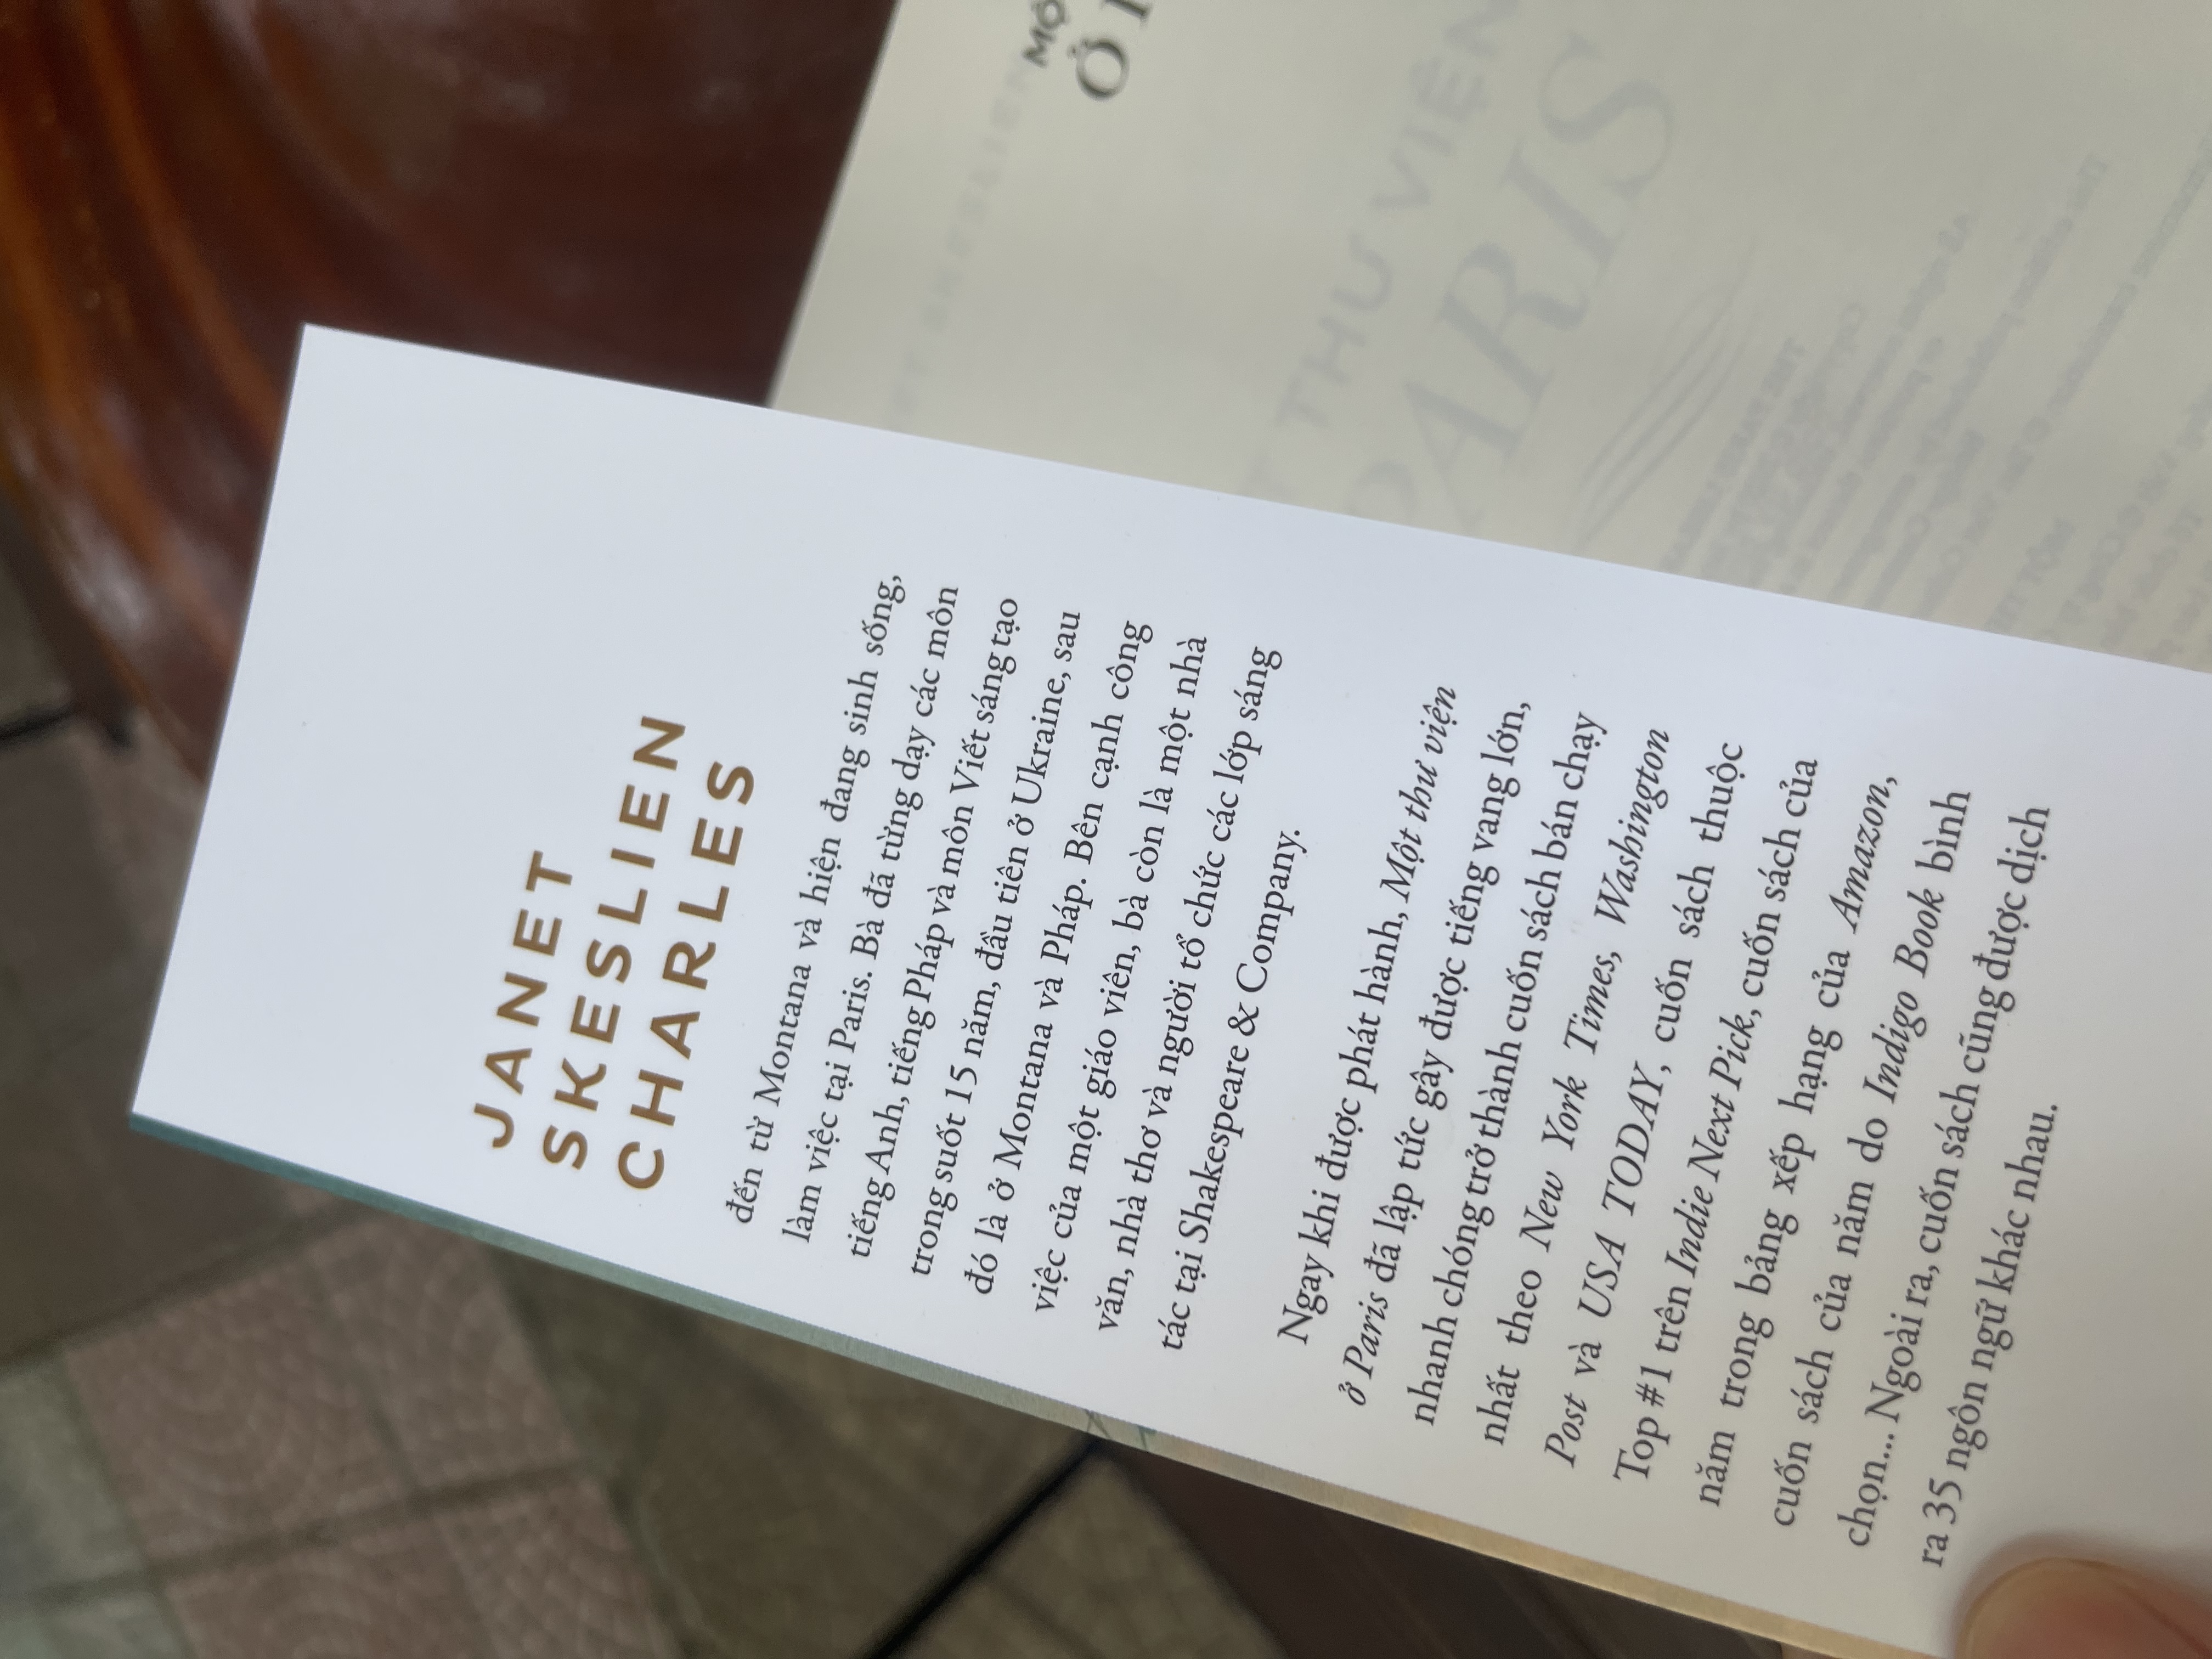 JANET
SKESLIEN
CHARLES
đến từ Montana và hiện đang sinh sống,
làm việc tại Paris. Bà đã từng dạy các môn
tiếng Anh, tiếng Pháp và môn Viết sáng tạo
trong suốt 15 năm, đầu tiên ở Ukraine, sau
đó là ở Montana và Pháp. Bên cạnh công
việc của một giáo viên, bà còn là một nhà
văn, nhà thơ và người tổ chức các lớp sáng
tác tại Shakespeare & Company.
Ngay khi được phát hành, Một thư viện
ở Paris đã lập tức gây được tiếng vang lớn,
nhanh chóng trở thành cuốn sách bán chạy
nhất theo New York Times, Washington
Post và USA TODAY, cuốn sách thuộc
Top #1 trên Indie Next Pick, cuốn sách của
năm trong bảng xếp hạng của Amazon,
cuốn sách của năm do Indigo Book bình
chọn... Ngoài ra, cuốn sách cũng được dịch
ra 35 ngôn ngữ khác nhau.
THƯ VIỆN
PARIS